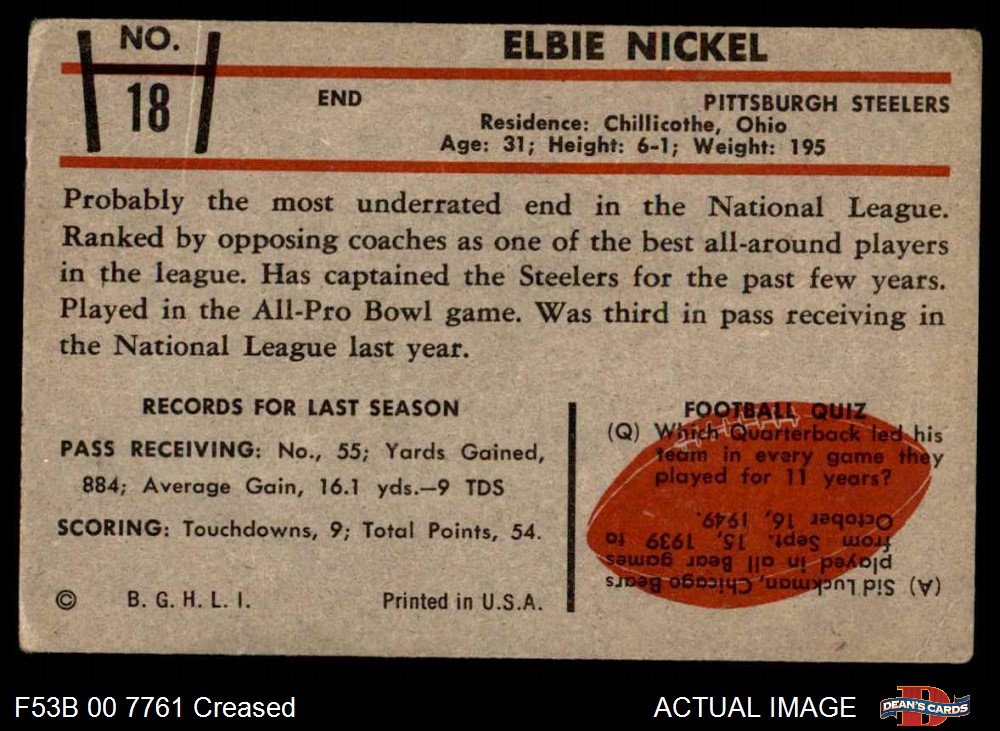 NO.
18
ELBIE NICKEL
END
PITTSBURGH STEELERS
Residence: Chillicothe, Ohio
Age: 31; Height: 6-1; Weight: 195
Probably the most underrated end in the National League.
Ranked by opposing coaches as one of the best all-around players
in the league. Has captained the Steelers for the past few years.
Played in the All-Pro Bowl game. Was third in pass receiving in
the National League last year.
RECORDS FOR LAST SEASON
PASS RECEIVING: No., 55; Yards Gained,
884; Average Gain, 16.1 yds.—9 TDS
SCORING: Touchdowns, 9; Total Points, 54.
© B. G. H. L. I. Printed in U.S.A.
FOOTBALL QUIZ
(Q) Which Quarterback led his
team in every game they
played for 11 years?
(A) Sid Luckman, Chicago Bears
played in all Bear games
from Sept. 15, 1939 to
October 16, 1949.
F53B 00 7761 Creased
ACTUAL IMAGE
D
DEAN'S CARDS